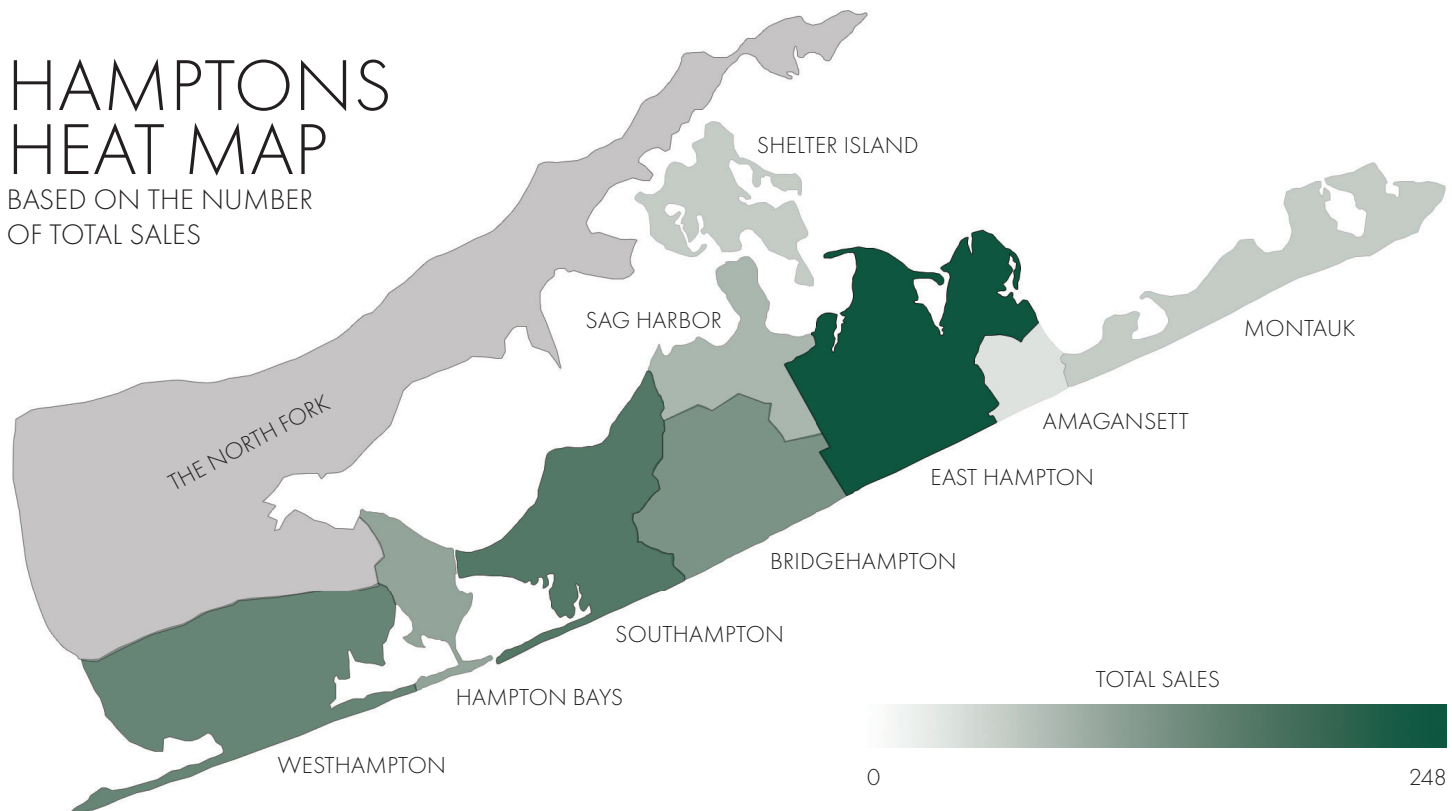 HAMPTONS
HEAT MAP
BASED ON THE NUMBER
OF TOTAL SALES
SHELTER ISLAND
SAG HARBOR
MONTAUK
THE NORTH FORK
AMAGANSETT
EAST HAMPTON
BRIDGEHAMPTON
SOUTHAMPTON
HAMPTON BAYS
WESTHAMPTON
TOTAL SALES
0 248